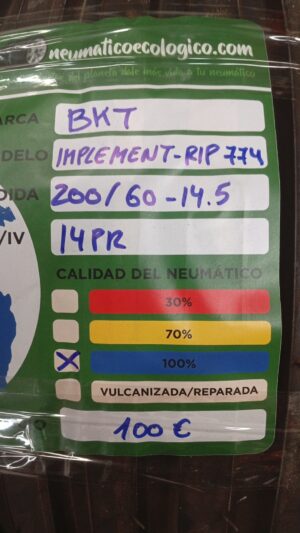 neumaticoecologico.com
del planeta dale más vida a tu neumático
ARCA BKT
DELO IMPLEMENT-RIP 774
DIDA 200/60-14.5
/IV 14PR
CALIDAD DEL NEUMÁTICO
30%
70%
X 100%
VULCANIZADA/REPARADA
O 100 €